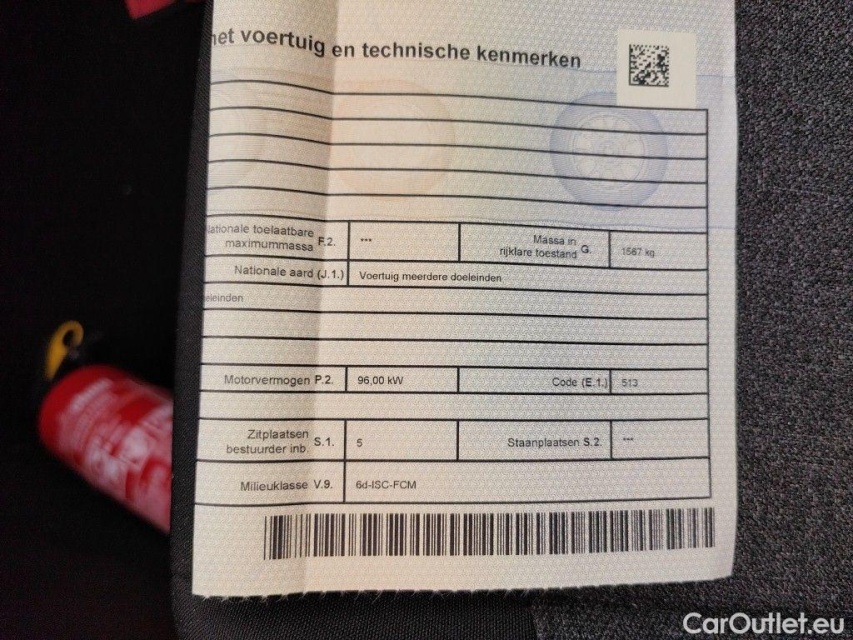 het voertuig en technische kenmerken
Nationale toelaatbare
maximummassa F.2. *** Massa in
rijklare toestand G. 1567 kg
Nationale aard (J.1.) Voertuig meerdere doeleinden
eleinden
Motorvermogen P.2. 96,00 kW Code (E.1.) 513
Zitplaatsen
bestuurder inb. S.1. 5 Staanplaatsen S.2. ***
Milieuklasse V.9. 6d-ISC-FCM
CarOutlet.eu